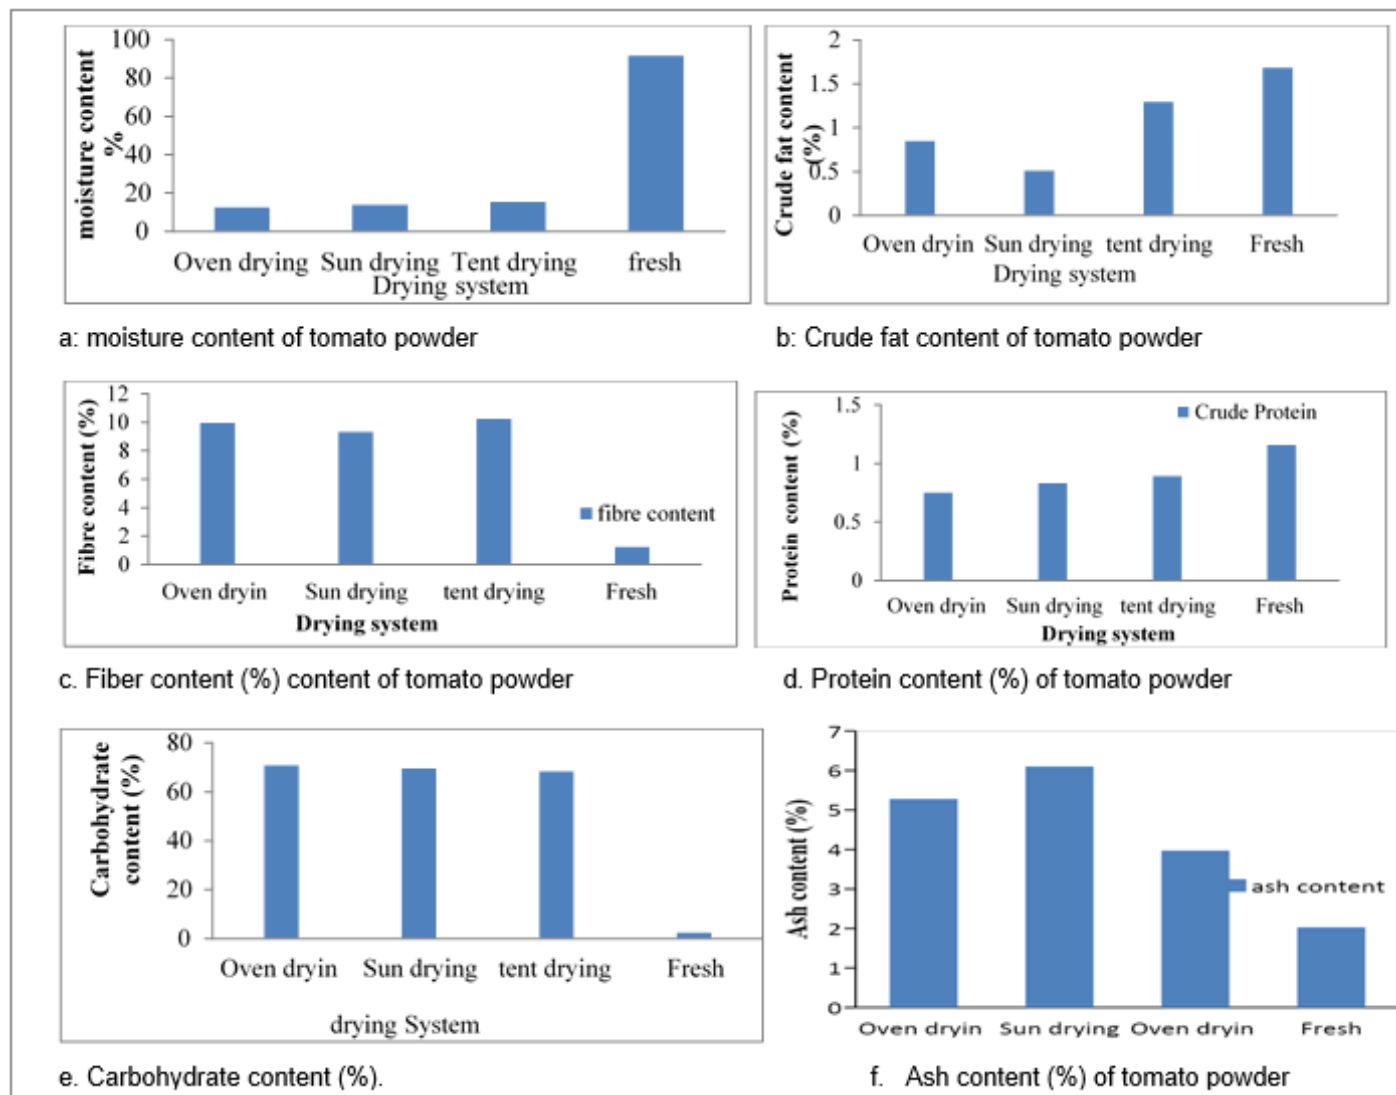 100
80
60
40
20
0
moisture content
%
Oven drying Sun drying Tent drying fresh
Drying system
a: moisture content of tomato powder
2
1.5
1
0.5
0
Crude fat content
(%)
Oven dryin Sun drying tent drying Fresh
Drying system
b: Crude fat content of tomato powder
12
10
8
6
4
2
0
Fibre content (%)
fibre content
Oven dryin Sun drying tent drying Fresh
Drying system
c. Fiber content (%) content of tomato powder
1.5
1
0.5
0
Protein content (%)
Crude Protein
Oven dryin Sun drying tent drying Fresh
Drying system
d. Protein content (%) of tomato powder
80
60
40
20
0
Carbohydrate
content (%)
Oven dryin Sun drying tent drying Fresh
drying System
e. Carbohydrate content (%).
7
6
5
4
3
2
1
0
Ash content (%)
ash content
Oven dryin Sun drying Oven dryin Fresh
f. Ash content (%) of tomato powder